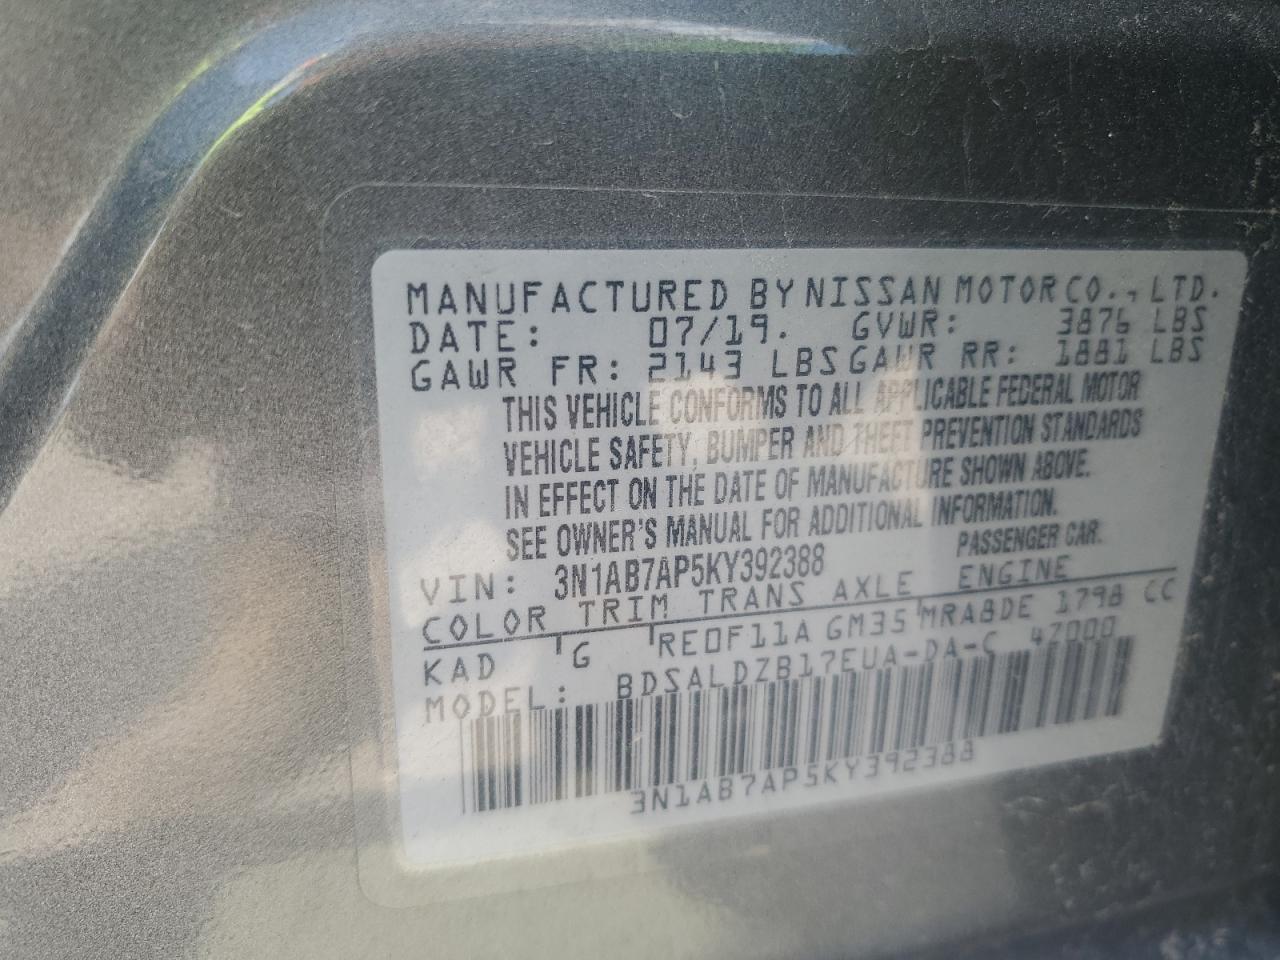 MANUFACTURED BY NISSAN MOTOR CO., LTD.
DATE: 07/19. GVWR: 3876 LBS
GAWR FR: 2143 LBS GAWR RR: 1881 LBS
THIS VEHICLE CONFORMS TO ALL APPLICABLE FEDERAL MOTOR
VEHICLE SAFETY, BUMPER AND THEFT PREVENTION STANDARDS
IN EFFECT ON THE DATE OF MANUFACTURE SHOWN ABOVE.
SEE OWNER'S MANUAL FOR ADDITIONAL INFORMATION.
VIN: 3N1AB7AP5KY392388 PASSENGER CAR.
COLOR TRIM TRANS AXLE ENGINE
KAD G RE0F11A GM35 MRA8DE 1798 CC
MODEL: BDSALDZB17EUA-DA-C 47000
3N1AB7AP5KY392388